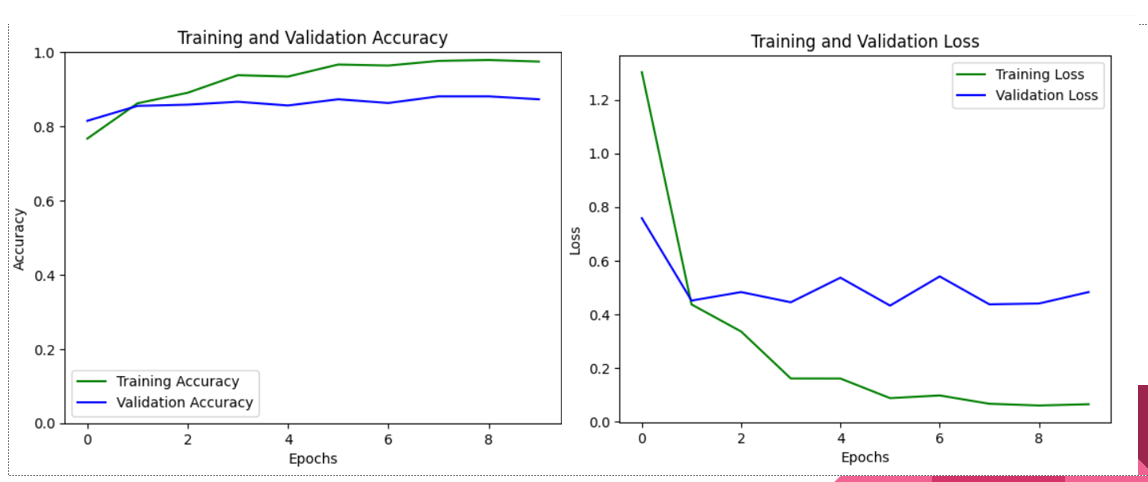 Training and Validation Accuracy
1.0
0.8
0.6
0.4
0.2
0.0
Accuracy
Training Accuracy
Validation Accuracy
0 2 4 6 8
Epochs
Training and Validation Loss
Training Loss
Validation Loss
1.2
1.0
0.8
0.6
0.4
0.2
0.0
Loss
0 2 4 6 8
Epochs